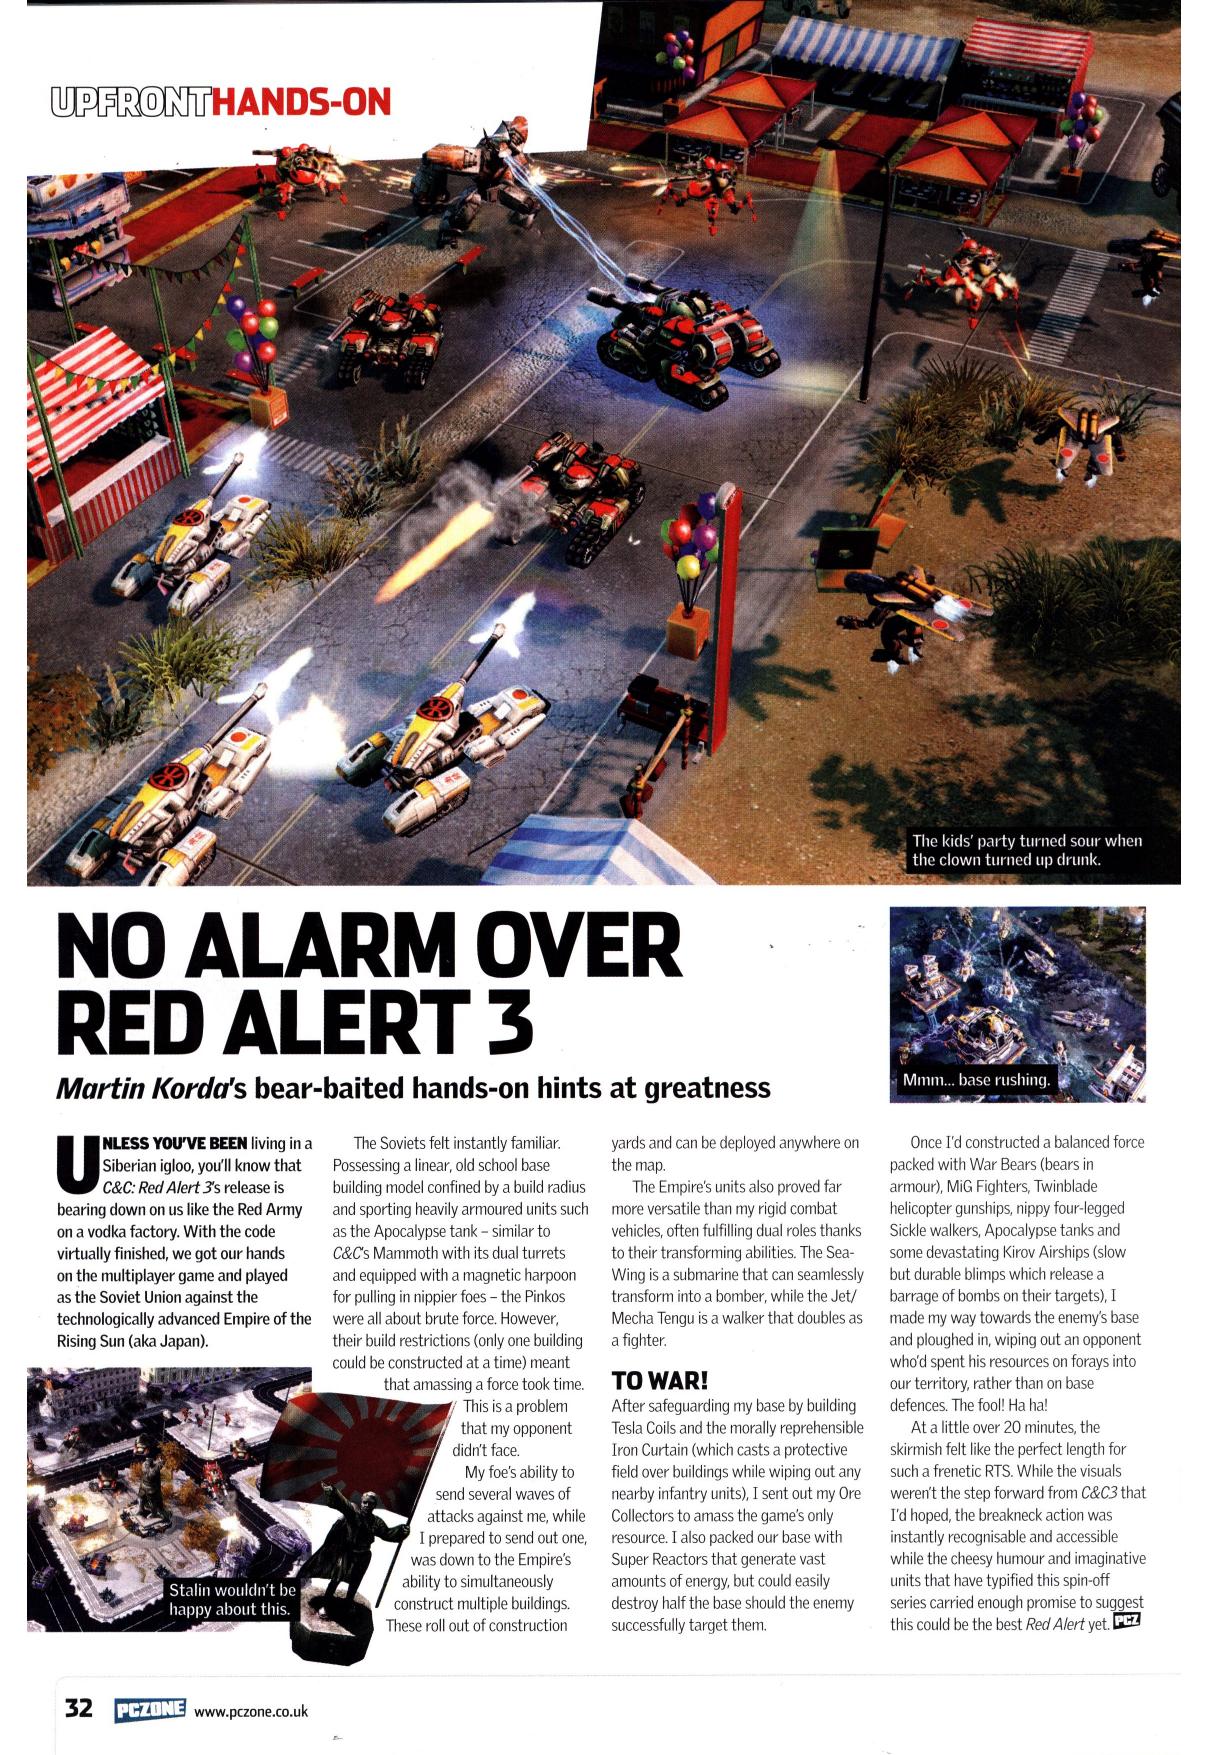 UPFRONTHANDS-ON
The kids' party turned sour when
the clown turned up drunk.
NO ALARM OVER
RED ALERT 3
Martin Korda's bear-baited hands-on hints at greatness
Mmm... base rushing.
UNLESS YOU'VE BEEN living in a
Siberian igloo, you'll know that
C&C: Red Alert 3's release is
bearing down on us like the Red Army
on a vodka factory. With the code
virtually finished, we got our hands
on the multiplayer game and played
as the Soviet Union against the
technologically advanced Empire of the
Rising Sun (aka Japan).
Stalin wouldn't be
happy about this.
The Soviets felt instantly familiar.
Possessing a linear, old school base
building model confined by a build radius
and sporting heavily armoured units such
as the Apocalypse tank – similar to
C&C's Mammoth with its dual turrets
and equipped with a magnetic harpoon
for pulling in nippier foes – the Pinkos
were all about brute force. However,
their build restrictions (only one building
could be constructed at a time) meant
that amassing a force took time.
This is a problem
that my opponent
didn't face.
My foe's ability to
send several waves of
attacks against me, while
I prepared to send out one,
was down to the Empire's
ability to simultaneously
construct multiple buildings.
These roll out of construction
yards and can be deployed anywhere on
the map.
The Empire's units also proved far
more versatile than my rigid combat
vehicles, often fulfilling dual roles thanks
to their transforming abilities. The Sea-
Wing is a submarine that can seamlessly
transform into a bomber, while the Jet/
Mecha Tengu is a walker that doubles as
a fighter.
TO WAR!
After safeguarding my base by building
Tesla Coils and the morally reprehensible
Iron Curtain (which casts a protective
field over buildings while wiping out any
nearby infantry units), I sent out my Ore
Collectors to amass the game's only
resource. I also packed our base with
Super Reactors that generate vast
amounts of energy, but could easily
destroy half the base should the enemy
successfully target them.
Once I'd constructed a balanced force
packed with War Bears (bears in
armour), MiG Fighters, Twinblade
helicopter gunships, nippy four-legged
Sickle walkers, Apocalypse tanks and
some devastating Kirov Airships (slow
but durable blimps which release a
barrage of bombs on their targets), I
made my way towards the enemy's base
and ploughed in, wiping out an opponent
who'd spent his resources on forays into
our territory, rather than on base
defences. The fool! Ha ha!
At a little over 20 minutes, the
skirmish felt like the perfect length for
such a frenetic RTS. While the visuals
weren't the step forward from C&C3 that
I'd hoped, the breakneck action was
instantly recognisable and accessible
while the cheesy humour and imaginative
units that have typified this spin-off
series carried enough promise to suggest
this could be the best Red Alert yet. PCZ
32 PCZONE www.pczone.co.uk